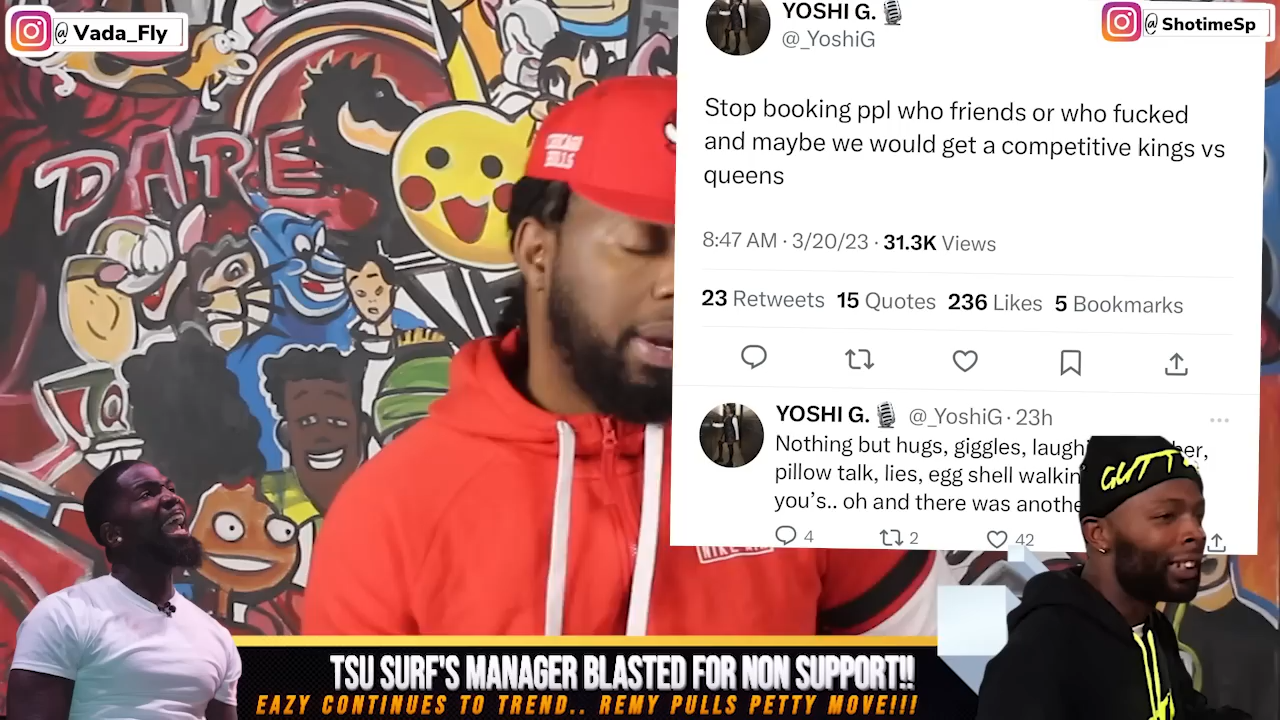 @ Vada_Fly
@ ShotimeSp
YOSHI G.
@_YoshiG
Stop booking ppl who friends or who fucked
and maybe we would get a competitive kings vs
queens
8:47 AM · 3/20/23 · 31.3K Views
23 Retweets 15 Quotes 236 Likes 5 Bookmarks
YOSHI G. @_YoshiG · 23h
Nothing but hugs, giggles,
pillow talk, lies, egg shell
you's.. oh and there was
4 2 42
DARE
CHICAGO
BULLS
GUTTA
TSU SURF'S MANAGER BLASTED FOR NON SUPPORT!!
EAZY CONTINUES TO TREND.. REMY PULLS PETTY MOVE!!!